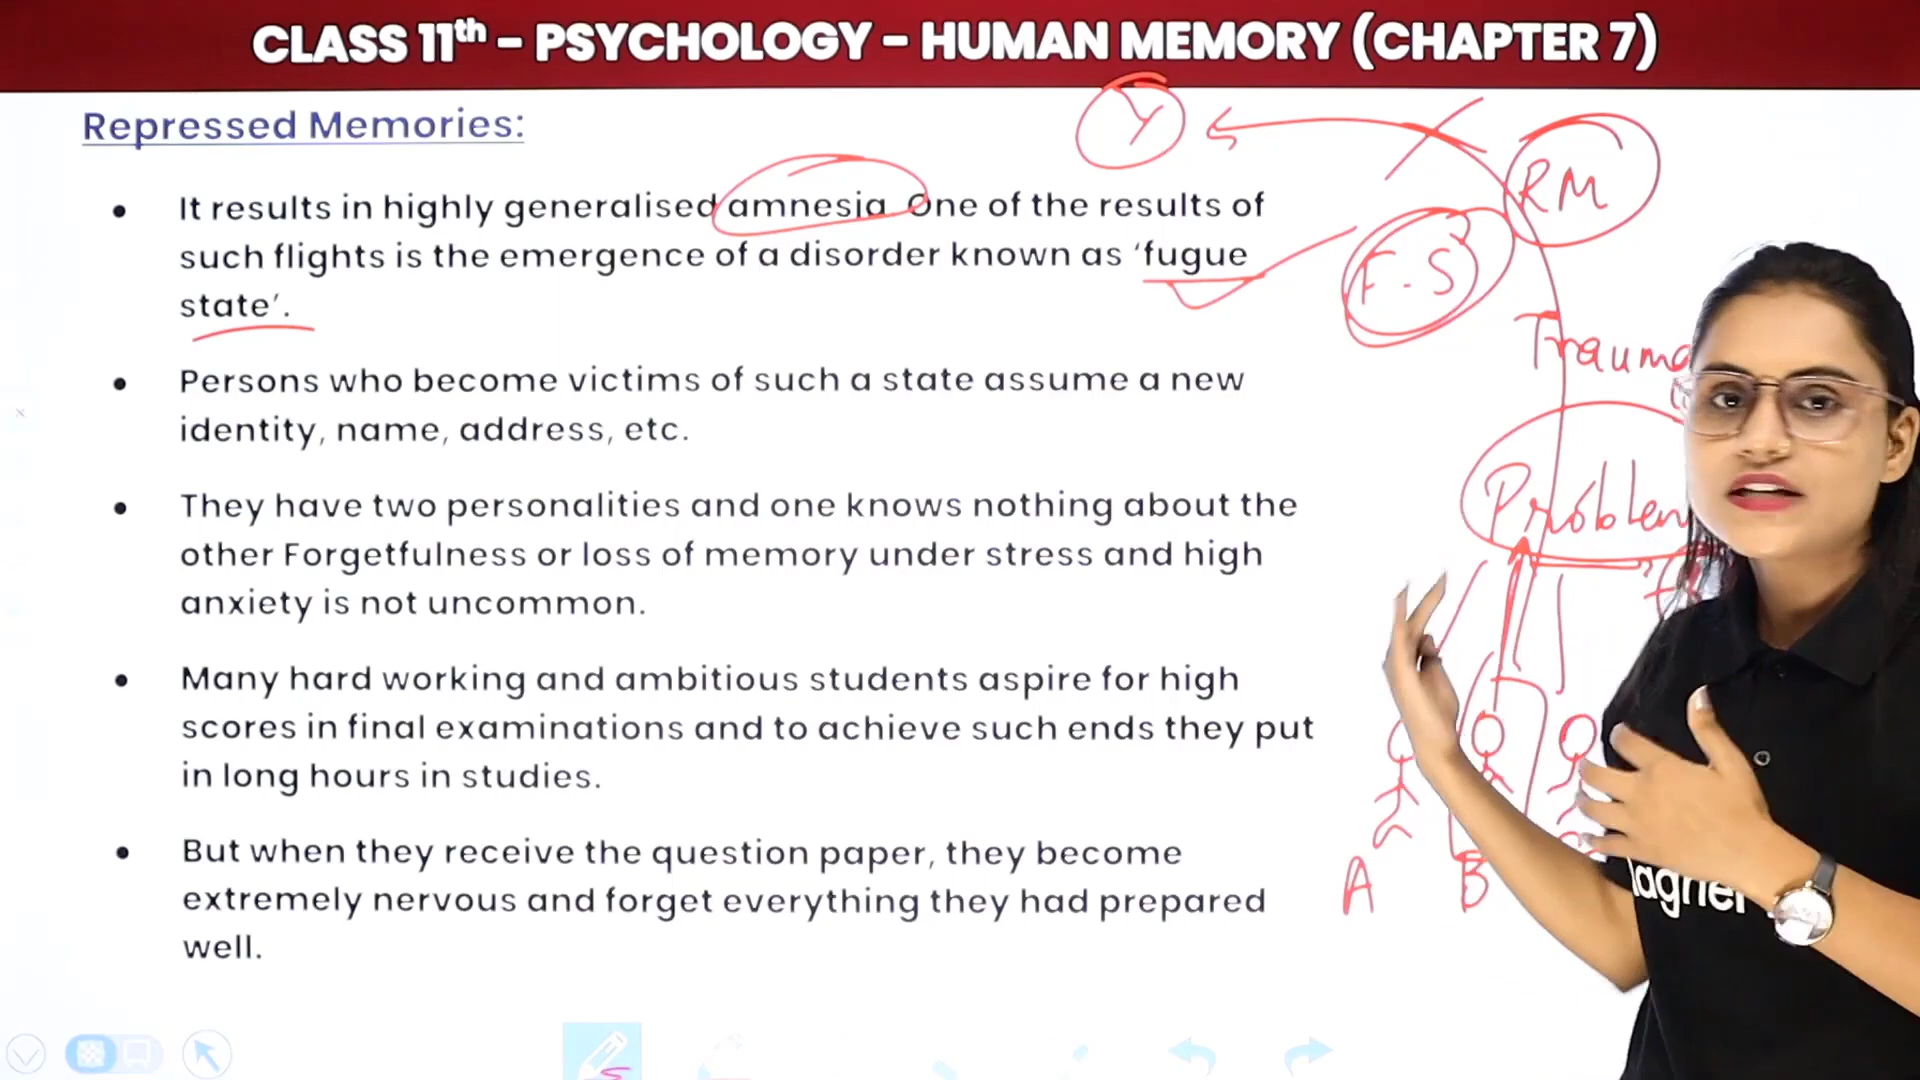 CLASS 11th – PSYCHOLOGY – HUMAN MEMORY (CHAPTER 7)
Repressed Memories:
Y
RM
• It results in highly generalised amnesia. One of the results of
such flights is the emergence of a disorder known as ‘fugue
state’.
F.S
Trauma
• Persons who become victims of such a state assume a new
identity, name, address, etc.
Problem
• They have two personalities and one knows nothing about the
other Forgetfulness or loss of memory under stress and high
anxiety is not uncommon.
• Many hard working and ambitious students aspire for high
scores in final examinations and to achieve such ends they put
in long hours in studies.
• But when they receive the question paper, they become
extremely nervous and forget everything they had prepared
well.
A B